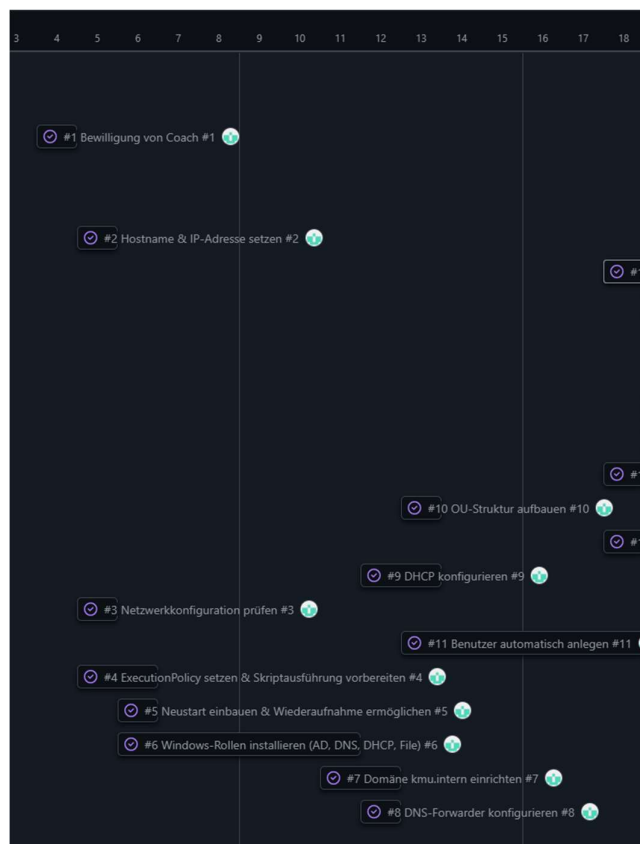 3 4 5 6 7 8 9 10 11 12 13 14 15 16 17 18
#1 Bewilligung von Coach #1
#2 Hostname & IP-Adresse setzen #2
#1
#1
#10 OU-Struktur aufbauen #10
#1
#9 DHCP konfigurieren #9
#3 Netzwerkkonfiguration prüfen #3
#11 Benutzer automatisch anlegen #11
#4 ExecutionPolicy setzen & Skriptausführung vorbereiten #4
#5 Neustart einbauen & Wiederaufnahme ermöglichen #5
#6 Windows-Rollen installieren (AD, DNS, DHCP, File) #6
#7 Domäne kmu.intern einrichten #7
#8 DNS-Forwarder konfigurieren #8